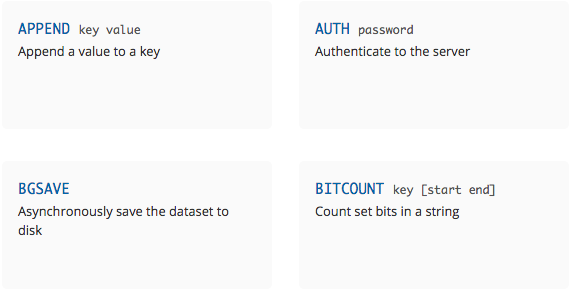 APPEND key value
Append a value to a key
AUTH password
Authenticate to the server
BGSAVE
Asynchronously save the dataset to
disk
BITCOUNT key [start end]
Count set bits in a string